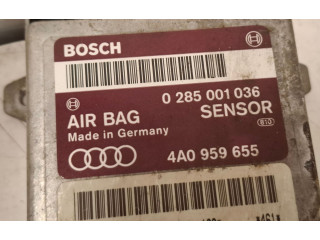 BOSCH
0 285 001 036
AIR BAG SENSOR
Made in Germany
4A0 959 655